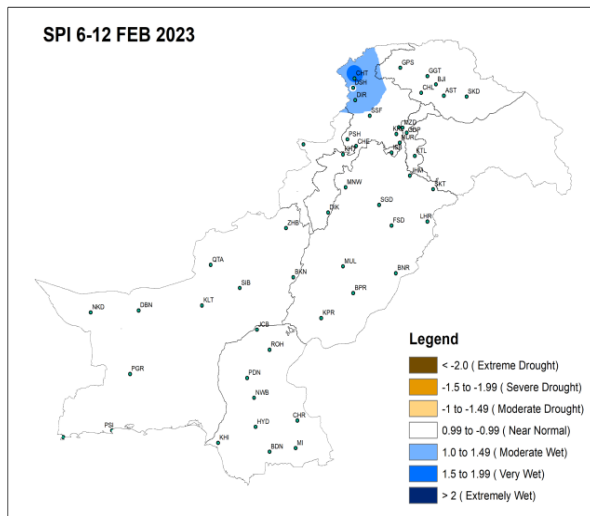 SPI 6-12 FEB 2023
GPS
GGT
CHT
BJI
DSH
CHL
AST
SKD
DIR
SSF
MZD
PSH
CHE
KTL
JHM
SKT
MNW
SGD
DIK
FSD
LHR
ZHB
QTA
MUL
BNR
BKN
SIB
BPR
NKD
DBN
KLT
KPR
JCB
ROH
PGR
PDN
NWB
CHR
HYD
PSI
KHI
BDN
MI
Legend
< -2.0 ( Extreme Drought)
-1.5 to -1.99 ( Severe Drought)
-1 to -1.49 ( Moderate Drought)
0.99 to -0.99 ( Near Normal)
1.0 to 1.49 ( Moderate Wet)
1.5 to 1.99 ( Very Wet)
> 2 ( Extremely Wet)